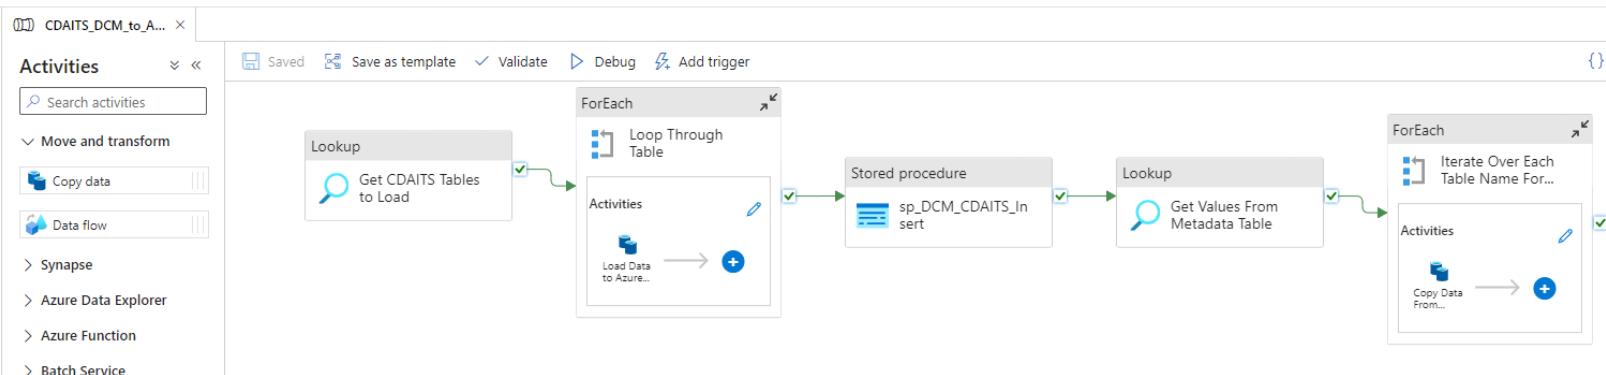 CDAITS_DCM_to_A...
Activities
Search activities
Move and transform
Copy data
Data flow
Synapse
Azure Data Explorer
Azure Function
Batch Service
Saved
Save as template
Validate
Debug
Add trigger
{}
Lookup
Get CDAITS Tables
to Load
ForEach
Loop Through
Table
Activities
Load Data
to Azure...
Stored procedure
sp_DCM_CDAITS_In
sert
Lookup
Get Values From
Metadata Table
ForEach
Iterate Over Each
Table Name For...
Activities
Copy Data
From...